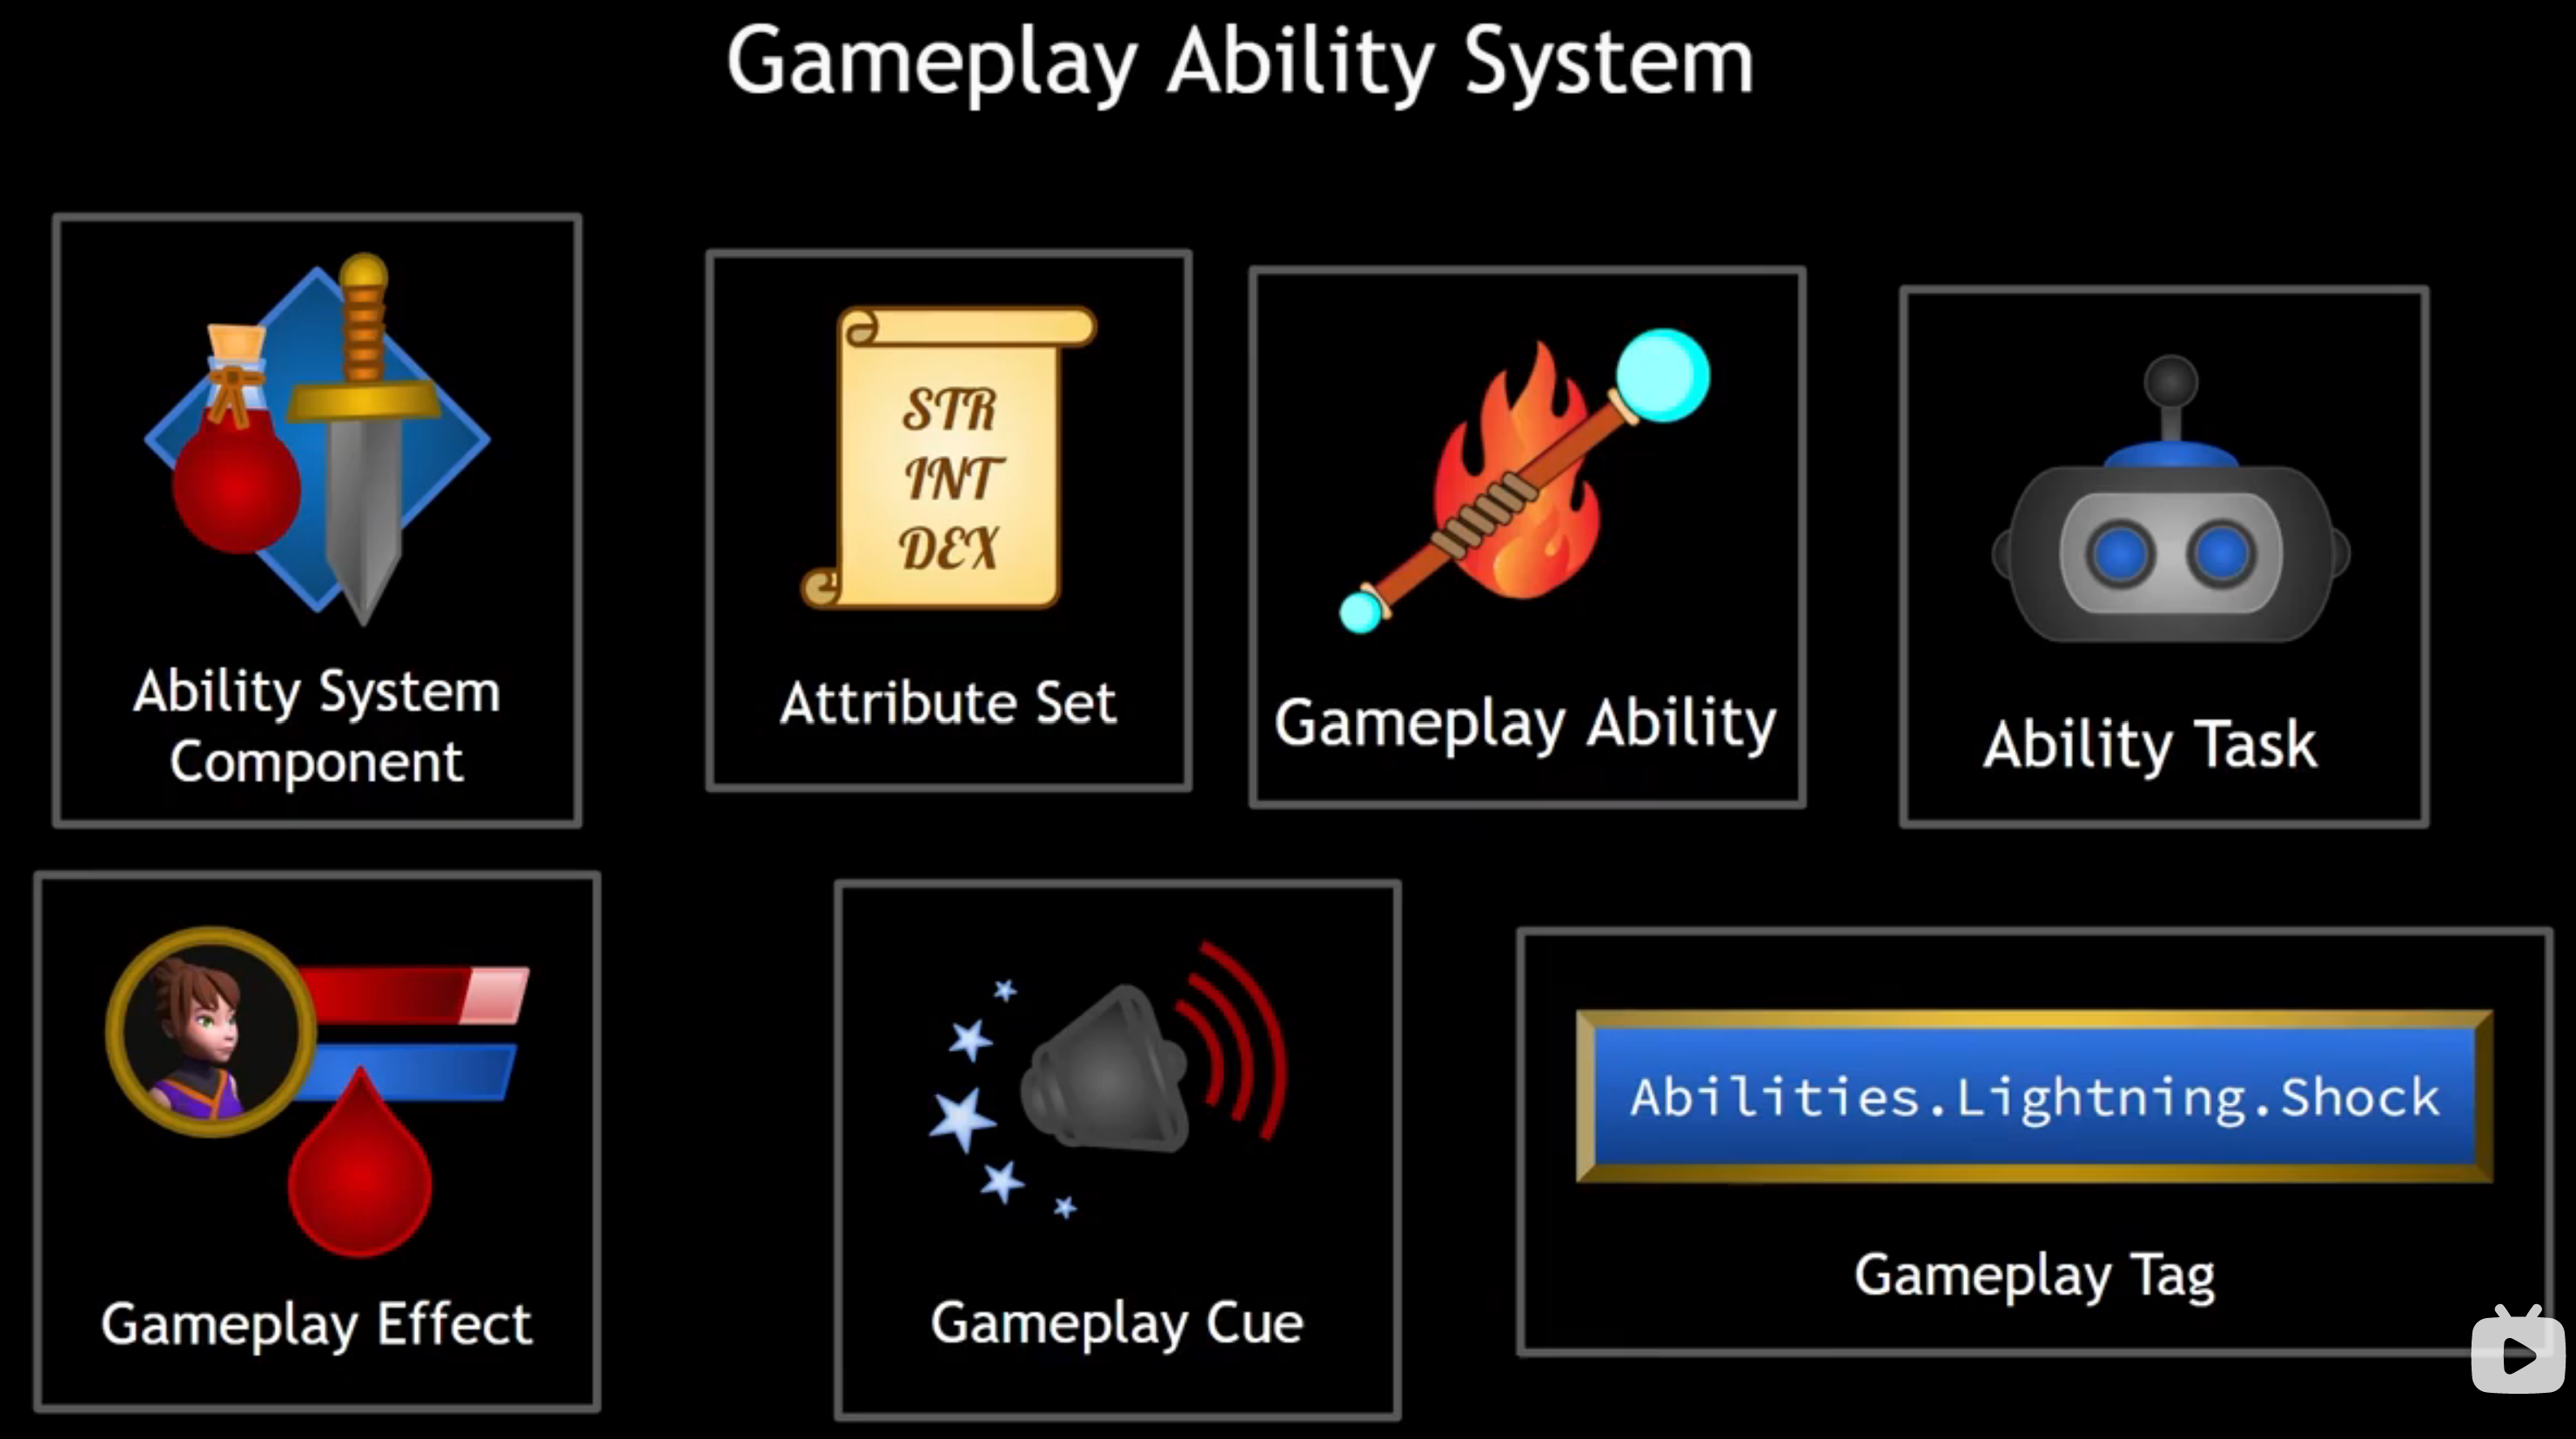 Gameplay Ability System
Ability System
Component
STR
INT
DEX
Attribute Set
Gameplay Ability
Ability Task
Gameplay Effect
Gameplay Cue
Abilities.Lightning.Shock
Gameplay Tag